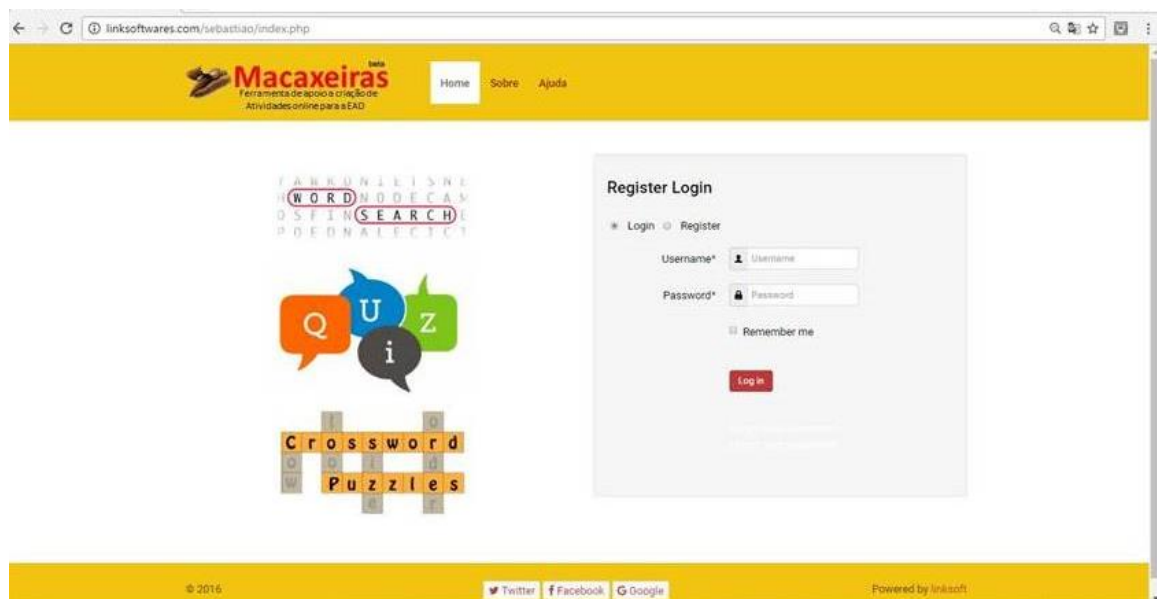 linksoftwares.com/sebastiao/index.php
Macaxeiras beta
Ferramenta de apoio a criação de
Atividades online para a EAD
Home Sobre Ajuda
WORD
SEARCH
QUiZ
Crossword
Puzzles
Register Login
Login Register
Username* Username
Password* Password
Remember me
Log in
© 2016
Twitter Facebook Google
Powered by linksoft